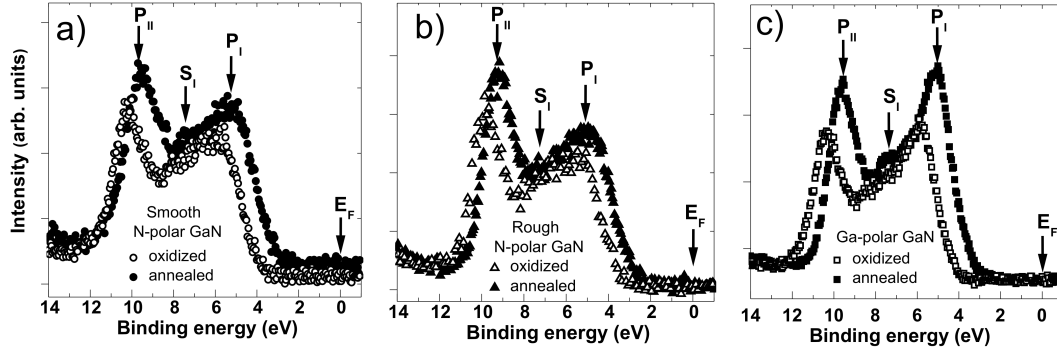 Intensity (arb. units)
a)
P_II
S_I
P_I
E_F
Smooth
N-polar GaN
oxidized
annealed
14 12 10 8 6 4 2 0
Binding energy (eV)
b)
P_II
S_I
P_I
E_F
Rough
N-polar GaN
oxidized
annealed
14 12 10 8 6 4 2 0
Binding energy (eV)
c)
P_II
S_I
P_I
E_F
Ga-polar GaN
oxidized
annealed
14 12 10 8 6 4 2 0
Binding energy (eV)